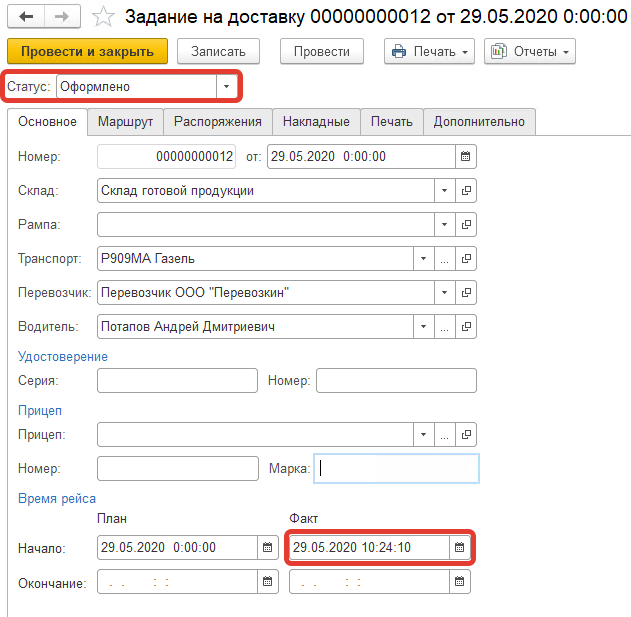 Задание на доставку 00000000012 от 29.05.2020 0:00:00
Провести и закрыть Записать Провести Печать Отчеты
Статус: Оформлено
Основное Маршрут Распоряжения Накладные Печать Дополнительно
Номер: 00000000012 от: 29.05.2020 0:00:00
Склад: Склад готовой продукции
Рампа:
Транспорт: Р909МА Газель ...
Перевозчик: Перевозчик ООО "Перевозкин"
Водитель: Потапов Андрей Дмитриевич ...
Удостоверение
Серия: Номер:
Прицеп
Прицеп: ...
Номер: Марка:
Время рейса
План Факт
Начало: 29.05.2020 0:00:00 29.05.2020 10:24:10
Окончание: . . : : . . : :